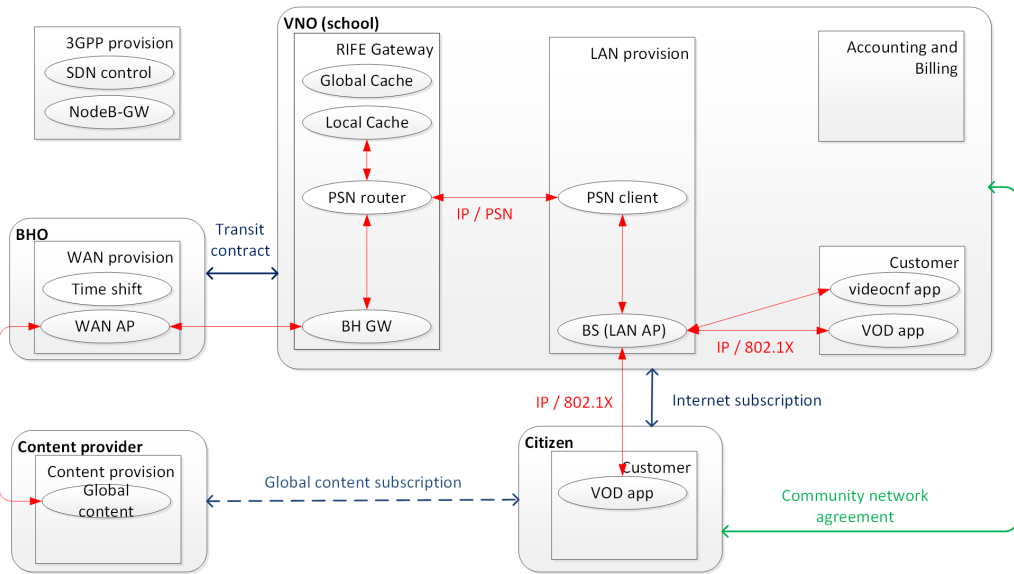 VNO (school)
3GPP provision
SDN control
NodeB-GW
RIFE Gateway
Global Cache
Local Cache
PSN router
BH GW
LAN provision
PSN client
BS (LAN AP)
Accounting and
Billing
IP / PSN
Customer
videocnf app
VOD app
IP / 802.1X
BHO
WAN provision
Time shift
WAN AP
Transit
contract
IP / 802.1X
Internet subscription
Content provider
Content provision
Global
content
Global content subscription
Citizen
Customer
VOD app
Community network
agreement